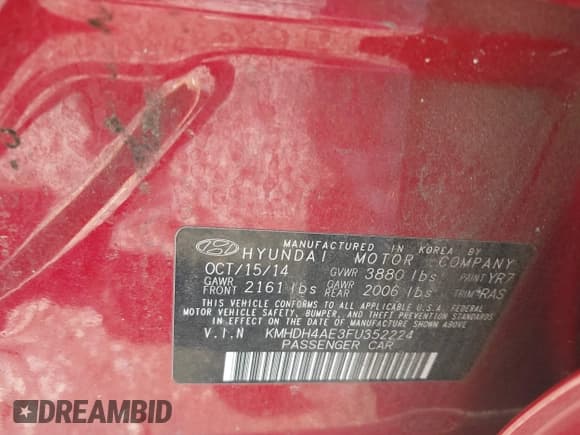 MANUFACTURED IN KOREA BY
HYUNDAI MOTOR COMPANY
OCT/15/14 GVWR 3880 lbs PAINT YR7
GAWR FRONT 2161 lbs GAWR REAR 2006 lbs TRIM *RAS
THIS VEHICLE CONFORMS TO ALL APPLICABLE U.S.A. FEDERAL
MOTOR VEHICLE SAFETY, BUMPER, AND THEFT PREVENTION STANDARDS
IN EFFECT ON THE DATE OF MANUFACTURE SHOWN ABOVE.
V.I.N KMHDH4AE3FU352224
PASSENGER CAR
DREAMBID